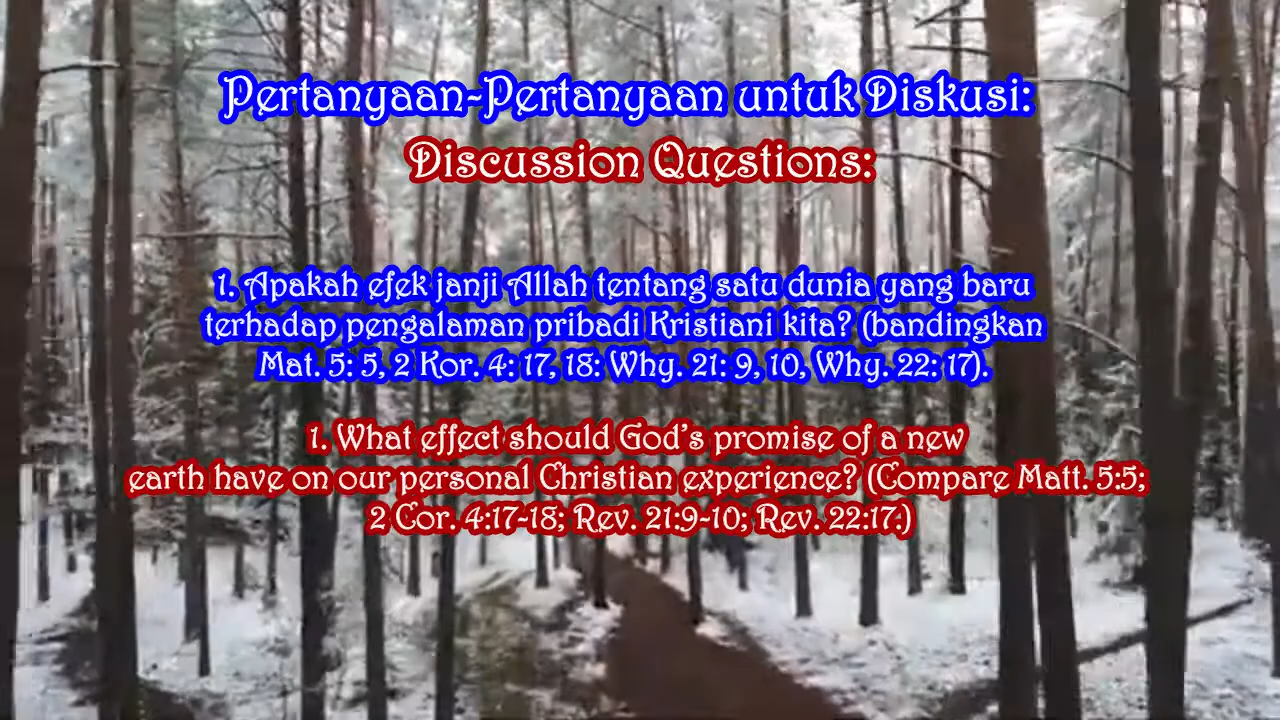 Pertanyaan-Pertanyaan untuk Diskusi:
Discussion Questions:
1. Apakah efek janji Allah tentang satu dunia yang baru
terhadap pengalaman pribadi Kristiani kita? (bandingkan
Mat. 5: 5, 2 Kor. 4: 17, 18: Why. 21: 9, 10, Why. 22: 17).
1. What effect should God's promise of a new
earth have on our personal Christian experience? (Compare Matt. 5:5;
2 Cor. 4:17-18; Rev. 21:9-10; Rev. 22:17.)